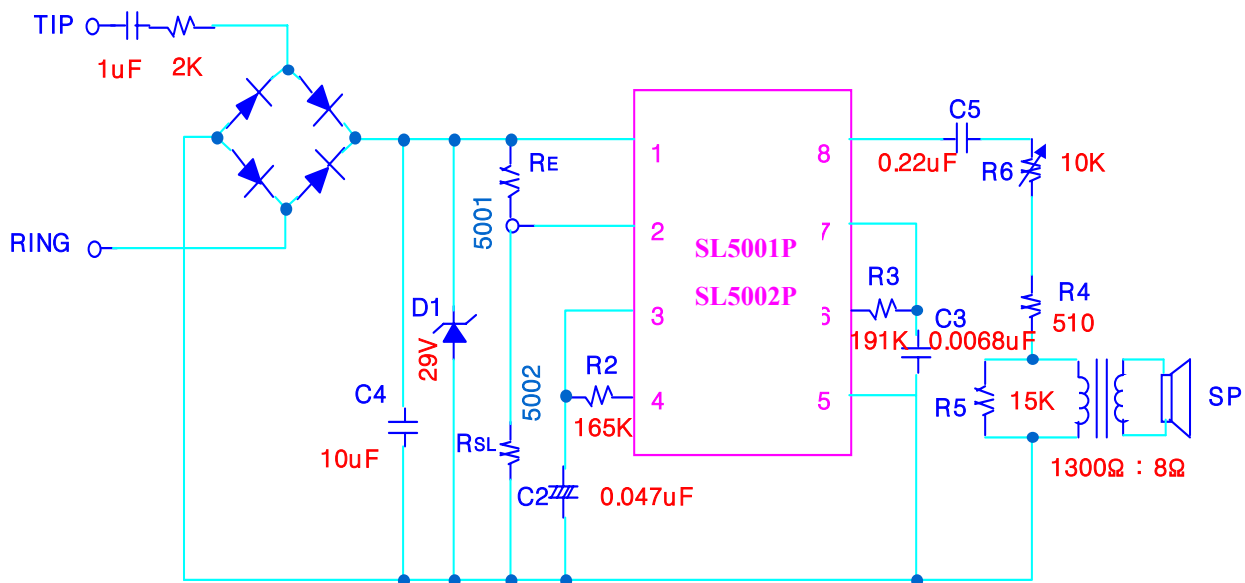 TIP
1uF
2K
RING
C4
10uF
D1
29V
RE
5001
5002
RSL
C2
0.047uF
R2
165K
1
2
3
4
SL5001P
SL5002P
8
7
6
5
R3
191K
C3
0.0068uF
C5
0.22uF
R6
10K
R4
510
R5
15K
1300Ω : 8Ω
SP